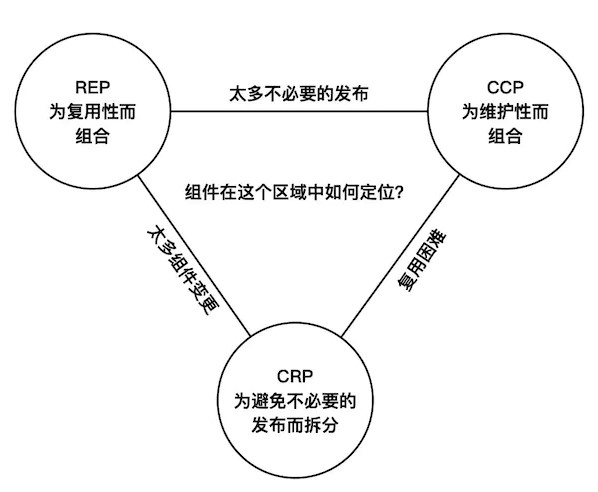 REP
为复用性而
组合
太多不必要的发布
CCP
为维护性而
组合
组件在这个区域中如何定位?
太多组件变更
复用困难
CRP
为避免不必要的
发布而拆分